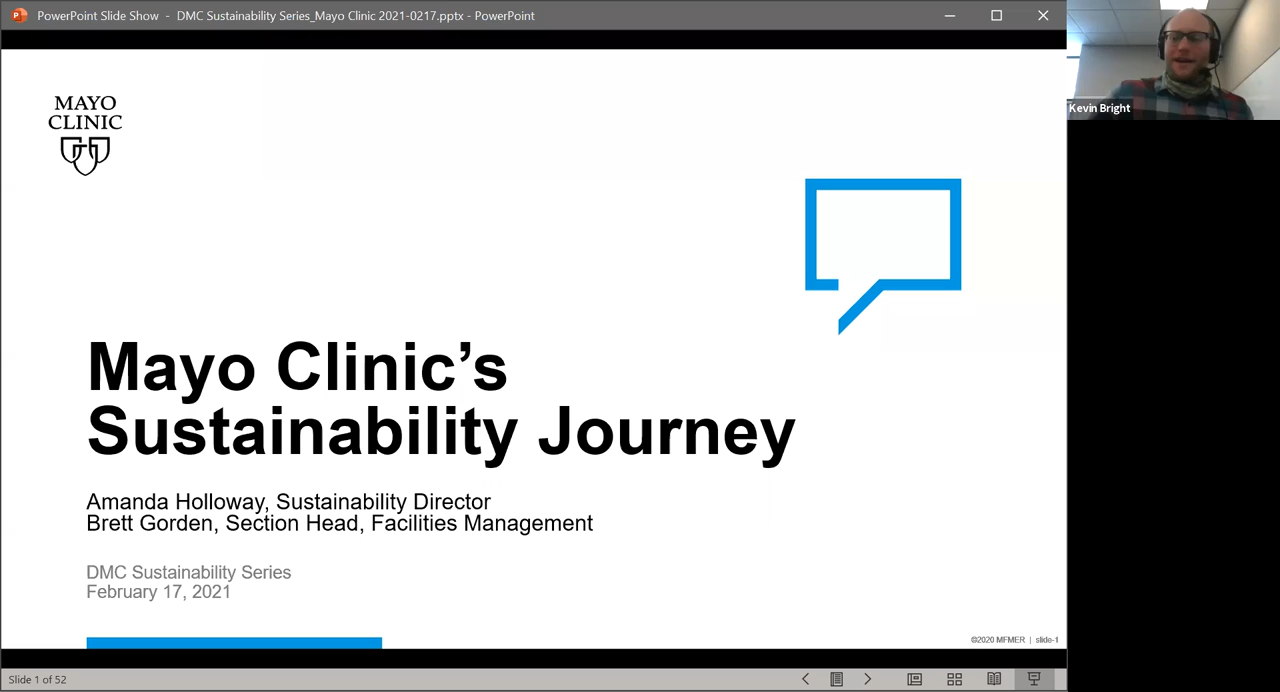 PowerPoint Slide Show - DMC Sustainability Series_Mayo Clinic 2021-0217.pptx - PowerPoint
Kevin Bright
MAYO
CLINIC
Mayo Clinic’s
Sustainability Journey
Amanda Holloway, Sustainability Director
Brett Gorden, Section Head, Facilities Management
DMC Sustainability Series
February 17, 2021
©2020 MFMER | slide-1
Slide 1 of 52